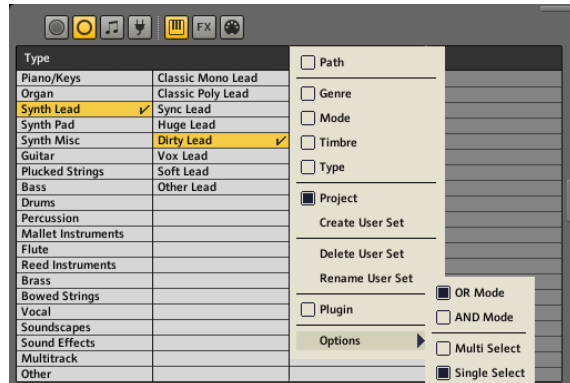 FX
Type
Piano/Keys
Organ
Synth Lead
Synth Pad
Synth Misc
Guitar
Plucked Strings
Bass
Drums
Percussion
Mallet Instruments
Flute
Reed Instruments
Brass
Bowed Strings
Vocal
Soundscapes
Sound Effects
Multitrack
Other
Classic Mono Lead
Classic Poly Lead
Sync Lead
Huge Lead
Dirty Lead
Vox Lead
Soft Lead
Other Lead
Path
Genre
Mode
Timbre
Type
Project
Create User Set
Delete User Set
Rename User Set
Plugin
Options
OR Mode
AND Mode
Multi Select
Single Select